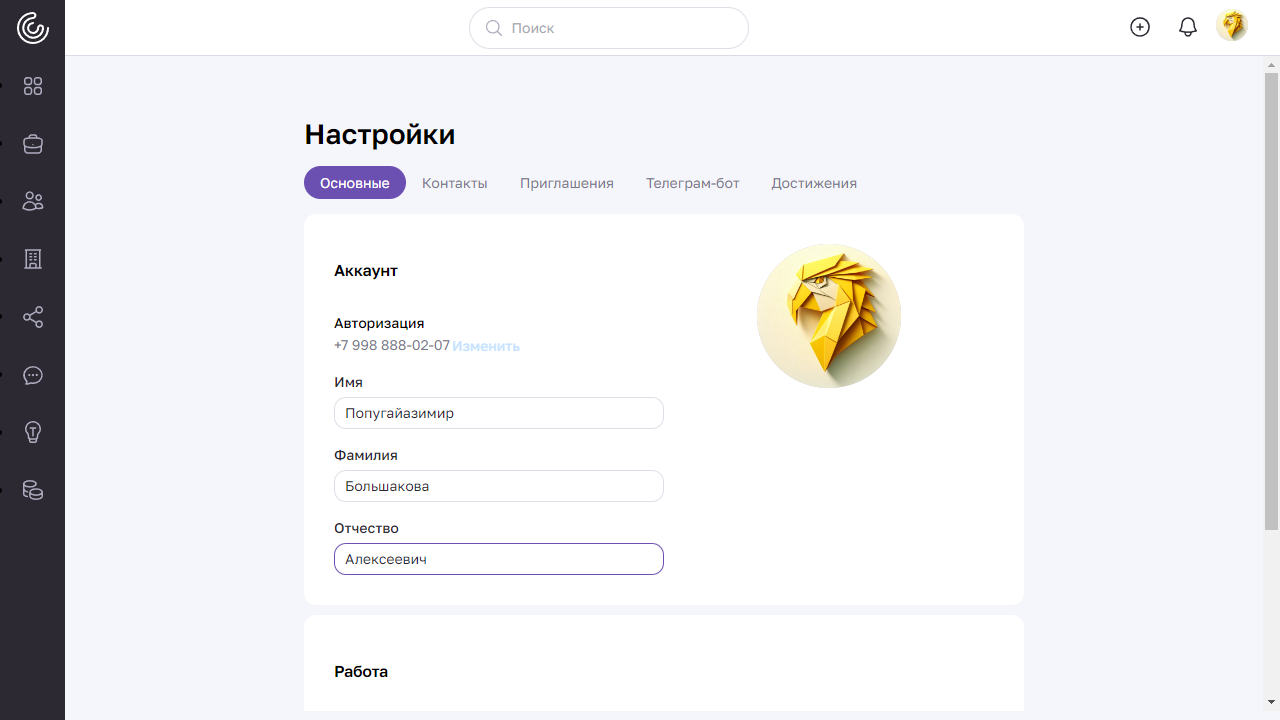 Поиск
Настройки
Основные Контакты Приглашения Телеграм-бот Достижения
Аккаунт
Авторизация
+7 998 888-02-07 Изменить
Имя
Попугайазимир
Фамилия
Большакова
Отчество
Алексеевич
Работа